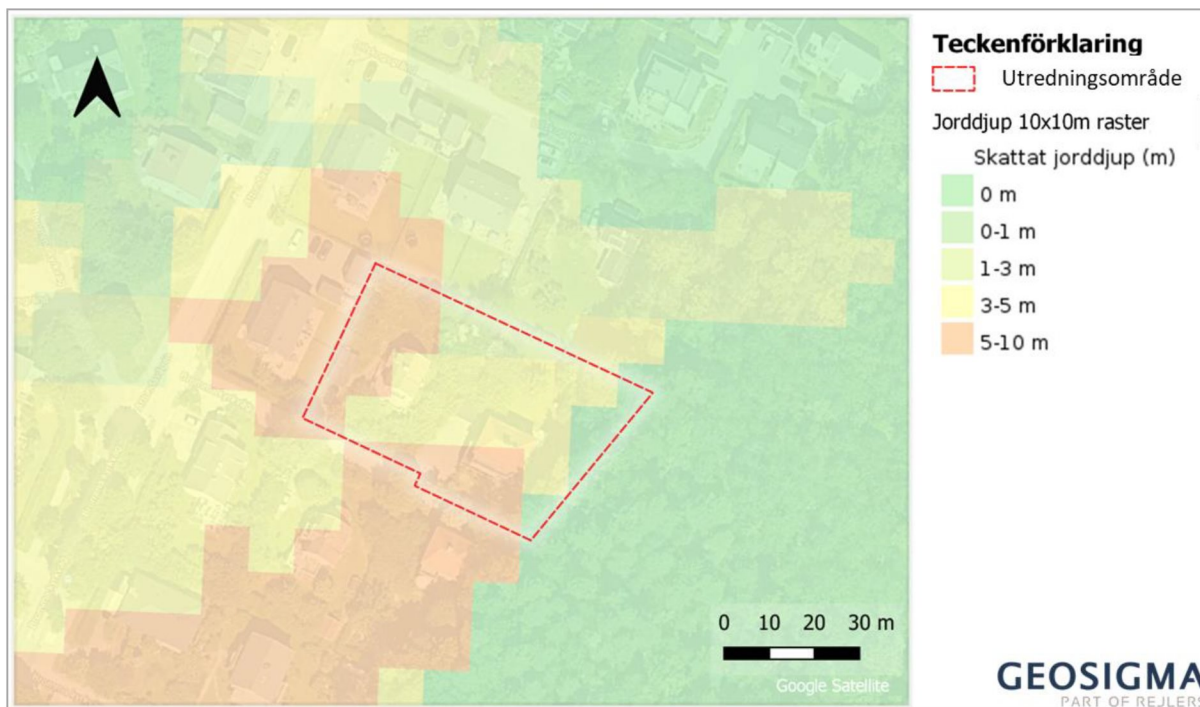 Teckenförklaring
Utredningsområde
Jorddjup 10x10m raster
Skattat jorddjup (m)
0 m
0-1 m
1-3 m
3-5 m
5-10 m
0 10 20 30 m
Google Satellite
GEOSIGMA
PART OF REJLERS